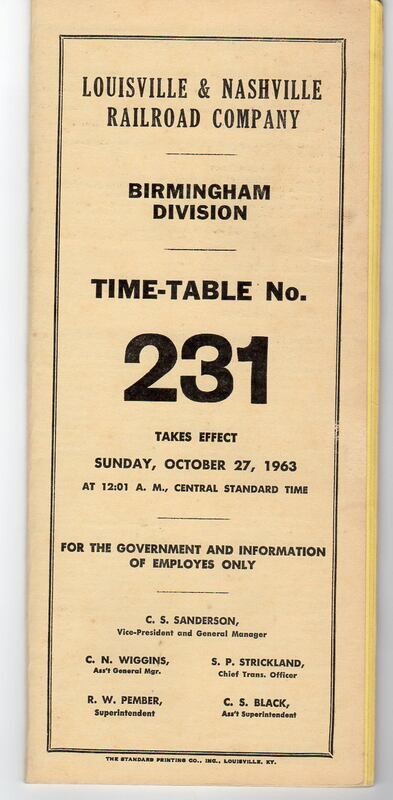 LOUISVILLE & NASHVILLE
RAILROAD COMPANY
BIRMINGHAM
DIVISION
TIME-TABLE No.
231
TAKES EFFECT
SUNDAY, OCTOBER 27, 1963
AT 12:01 A. M., CENTRAL STANDARD TIME
FOR THE GOVERNMENT AND INFORMATION
OF EMPLOYES ONLY
C. S. SANDERSON,
Vice-President and General Manager
C. N. WIGGINS,
Ass't General Mgr.
S. P. STRICKLAND,
Chief Trans. Officer
R. W. PEMBER,
Superintendent
C. S. BLACK,
Ass't Superintendent
THE STANDARD PRINTING CO., INC., LOUISVILLE, KY.